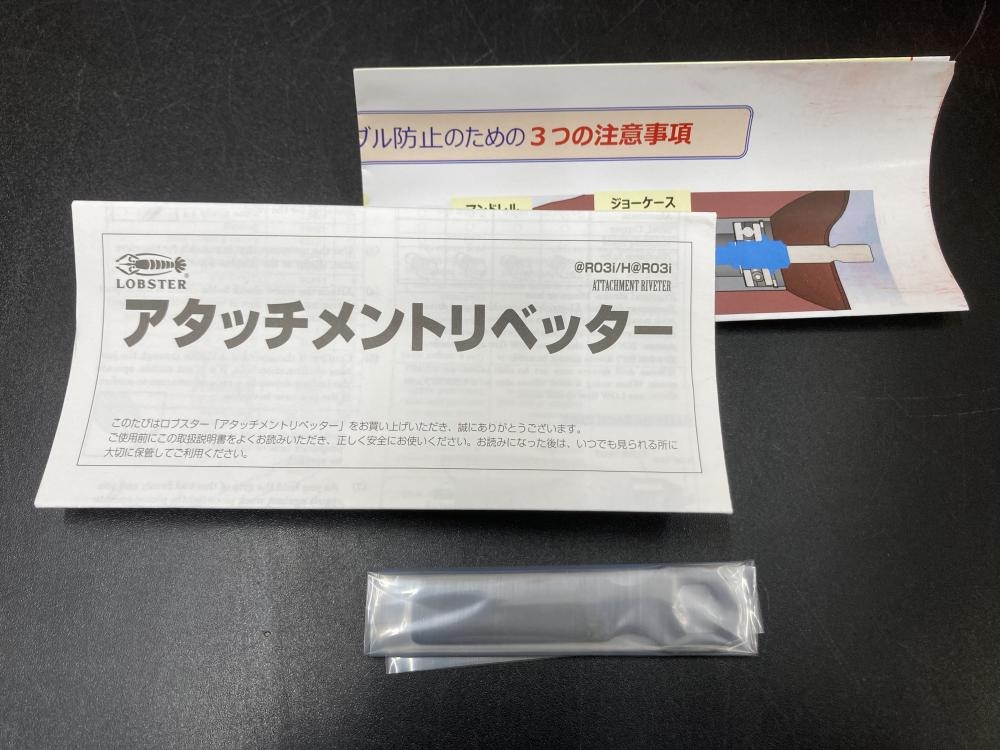 ブル防止のための3つの注意事項
マンドレル
ジョーケース
LOBSTER®
@R03i/H@R03i
ATTACHMENT RIVETER
アタッチメントリベッター
このたびはロブスター「アタッチメントリベッター」をお買い上げいただき、誠にありがとうございます。
ご使用前にこの取扱説明書をよくお読みいただき、正しく安全にお使いください。お読みになった後は、いつでも見られる所に
大切に保管してご利用ください。